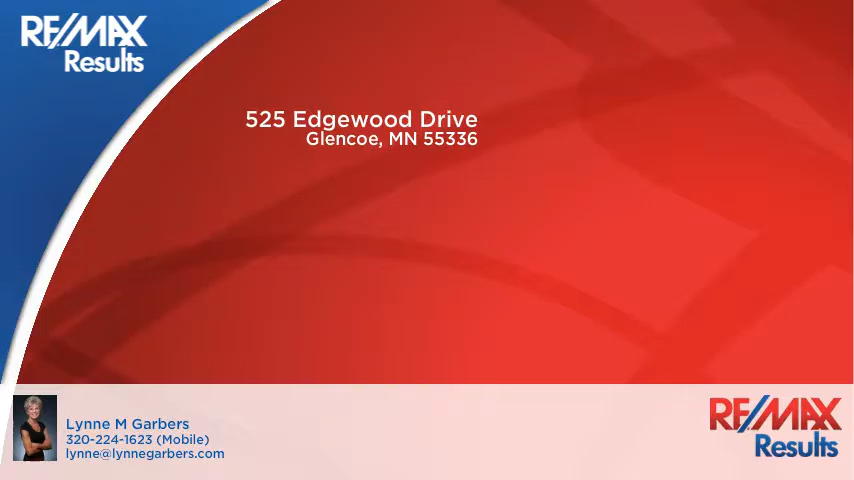 RE/MAX
Results
525 Edgewood Drive
Glencoe, MN 55336
Lynne M Garbers
320-224-1623 (Mobile)
lynne@lynnegarbers.com
RE/MAX
Results